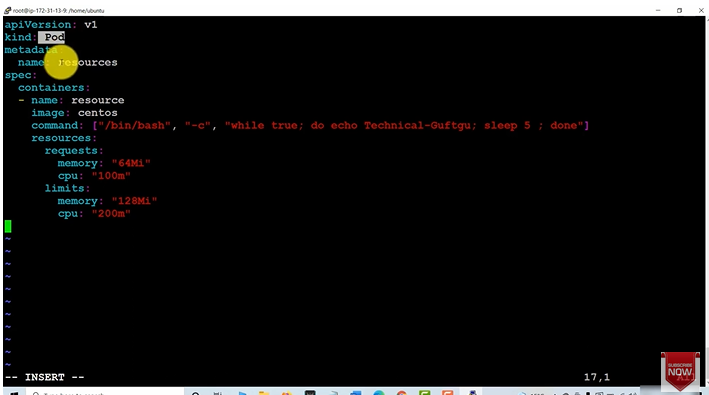 root@ip-172-31-13-9: /home/ubuntu
apiVersion: v1
kind: Pod
metadata:
  name: resources
spec:
  containers:
  - name: resource
    image: centos
    command: ["/bin/bash", "-c", "while true; do echo Technical-Guftgu; sleep 5 ; done"]
    resources:
      requests:
        memory: "64Mi"
        cpu: "100m"
      limits:
        memory: "128Mi"
        cpu: "200m"
~
~
~
~
~
~
~
~
~
~
~
-- INSERT --
17,1
All
SUBSCRIBE
NOW